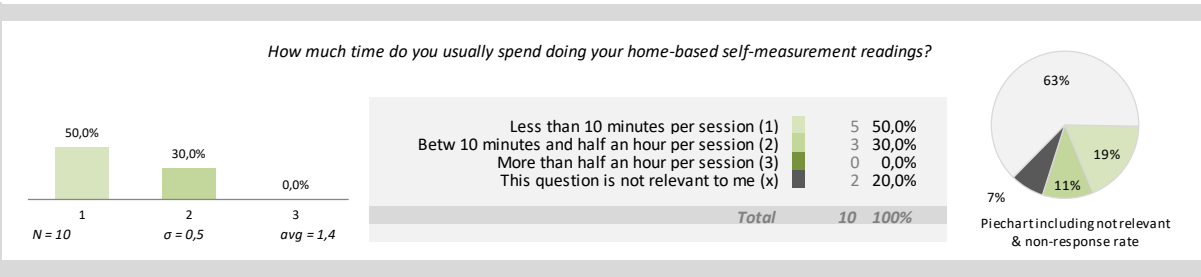 How much time do you usually spend doing your home-based self-measurement readings?
50,0%
30,0%
0,0%
1 2 3
N = 10 σ = 0,5 avg = 1,4
Less than 10 minutes per session (1) 5 50,0%
Betw 10 minutes and half an hour per session (2) 3 30,0%
More than half an hour per session (3) 0 0,0%
This question is not relevant to me (x) 2 20,0%
Total 10 100%
63%
19%
11%
7%
Piechart including not relevant
& non-response rate